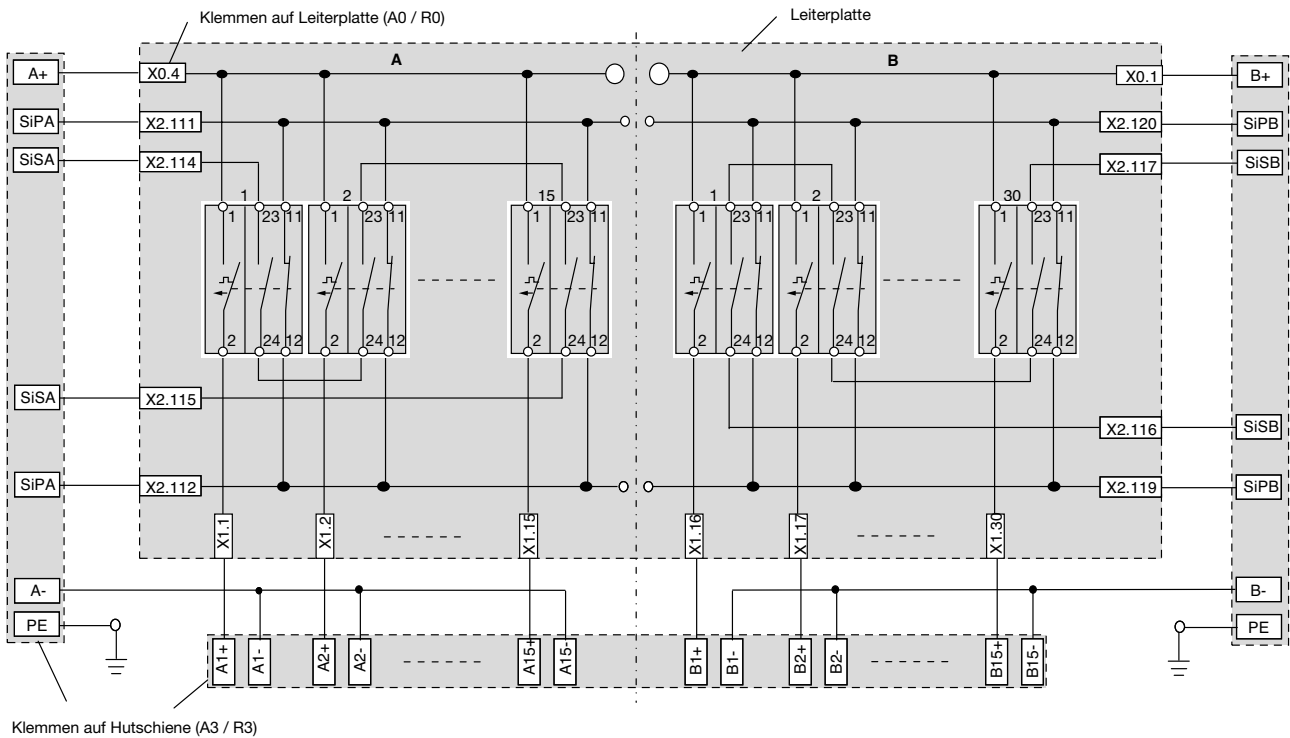 Klemmen auf Leiterplatte (A0 / R0)
Leiterplatte
A
B
A+
X0.4
X0.1
B+
SiPA
X2.111
X2.120
SiPB
SiSA
X2.114
X2.117
SiSB
1
2
15
1
2
30
1 23 11
1 23 11
1 23 11
1 23 11
1 23 11
1 23 11
2 24 12
2 24 12
2 24 12
2 24 12
2 24 12
2 24 12
SiSA
X2.115
X2.116
SiSB
SiPA
X2.112
X2.119
SiPB
X1.1
X1.2
X1.15
X1.16
X1.17
X1.30
A-
B-
PE
PE
A1+
A1-
A2+
A2-
A15+
A15-
B1+
B1-
B2+
B2-
B15+
B15-
Klemmen auf Hutschiene (A3 / R3)